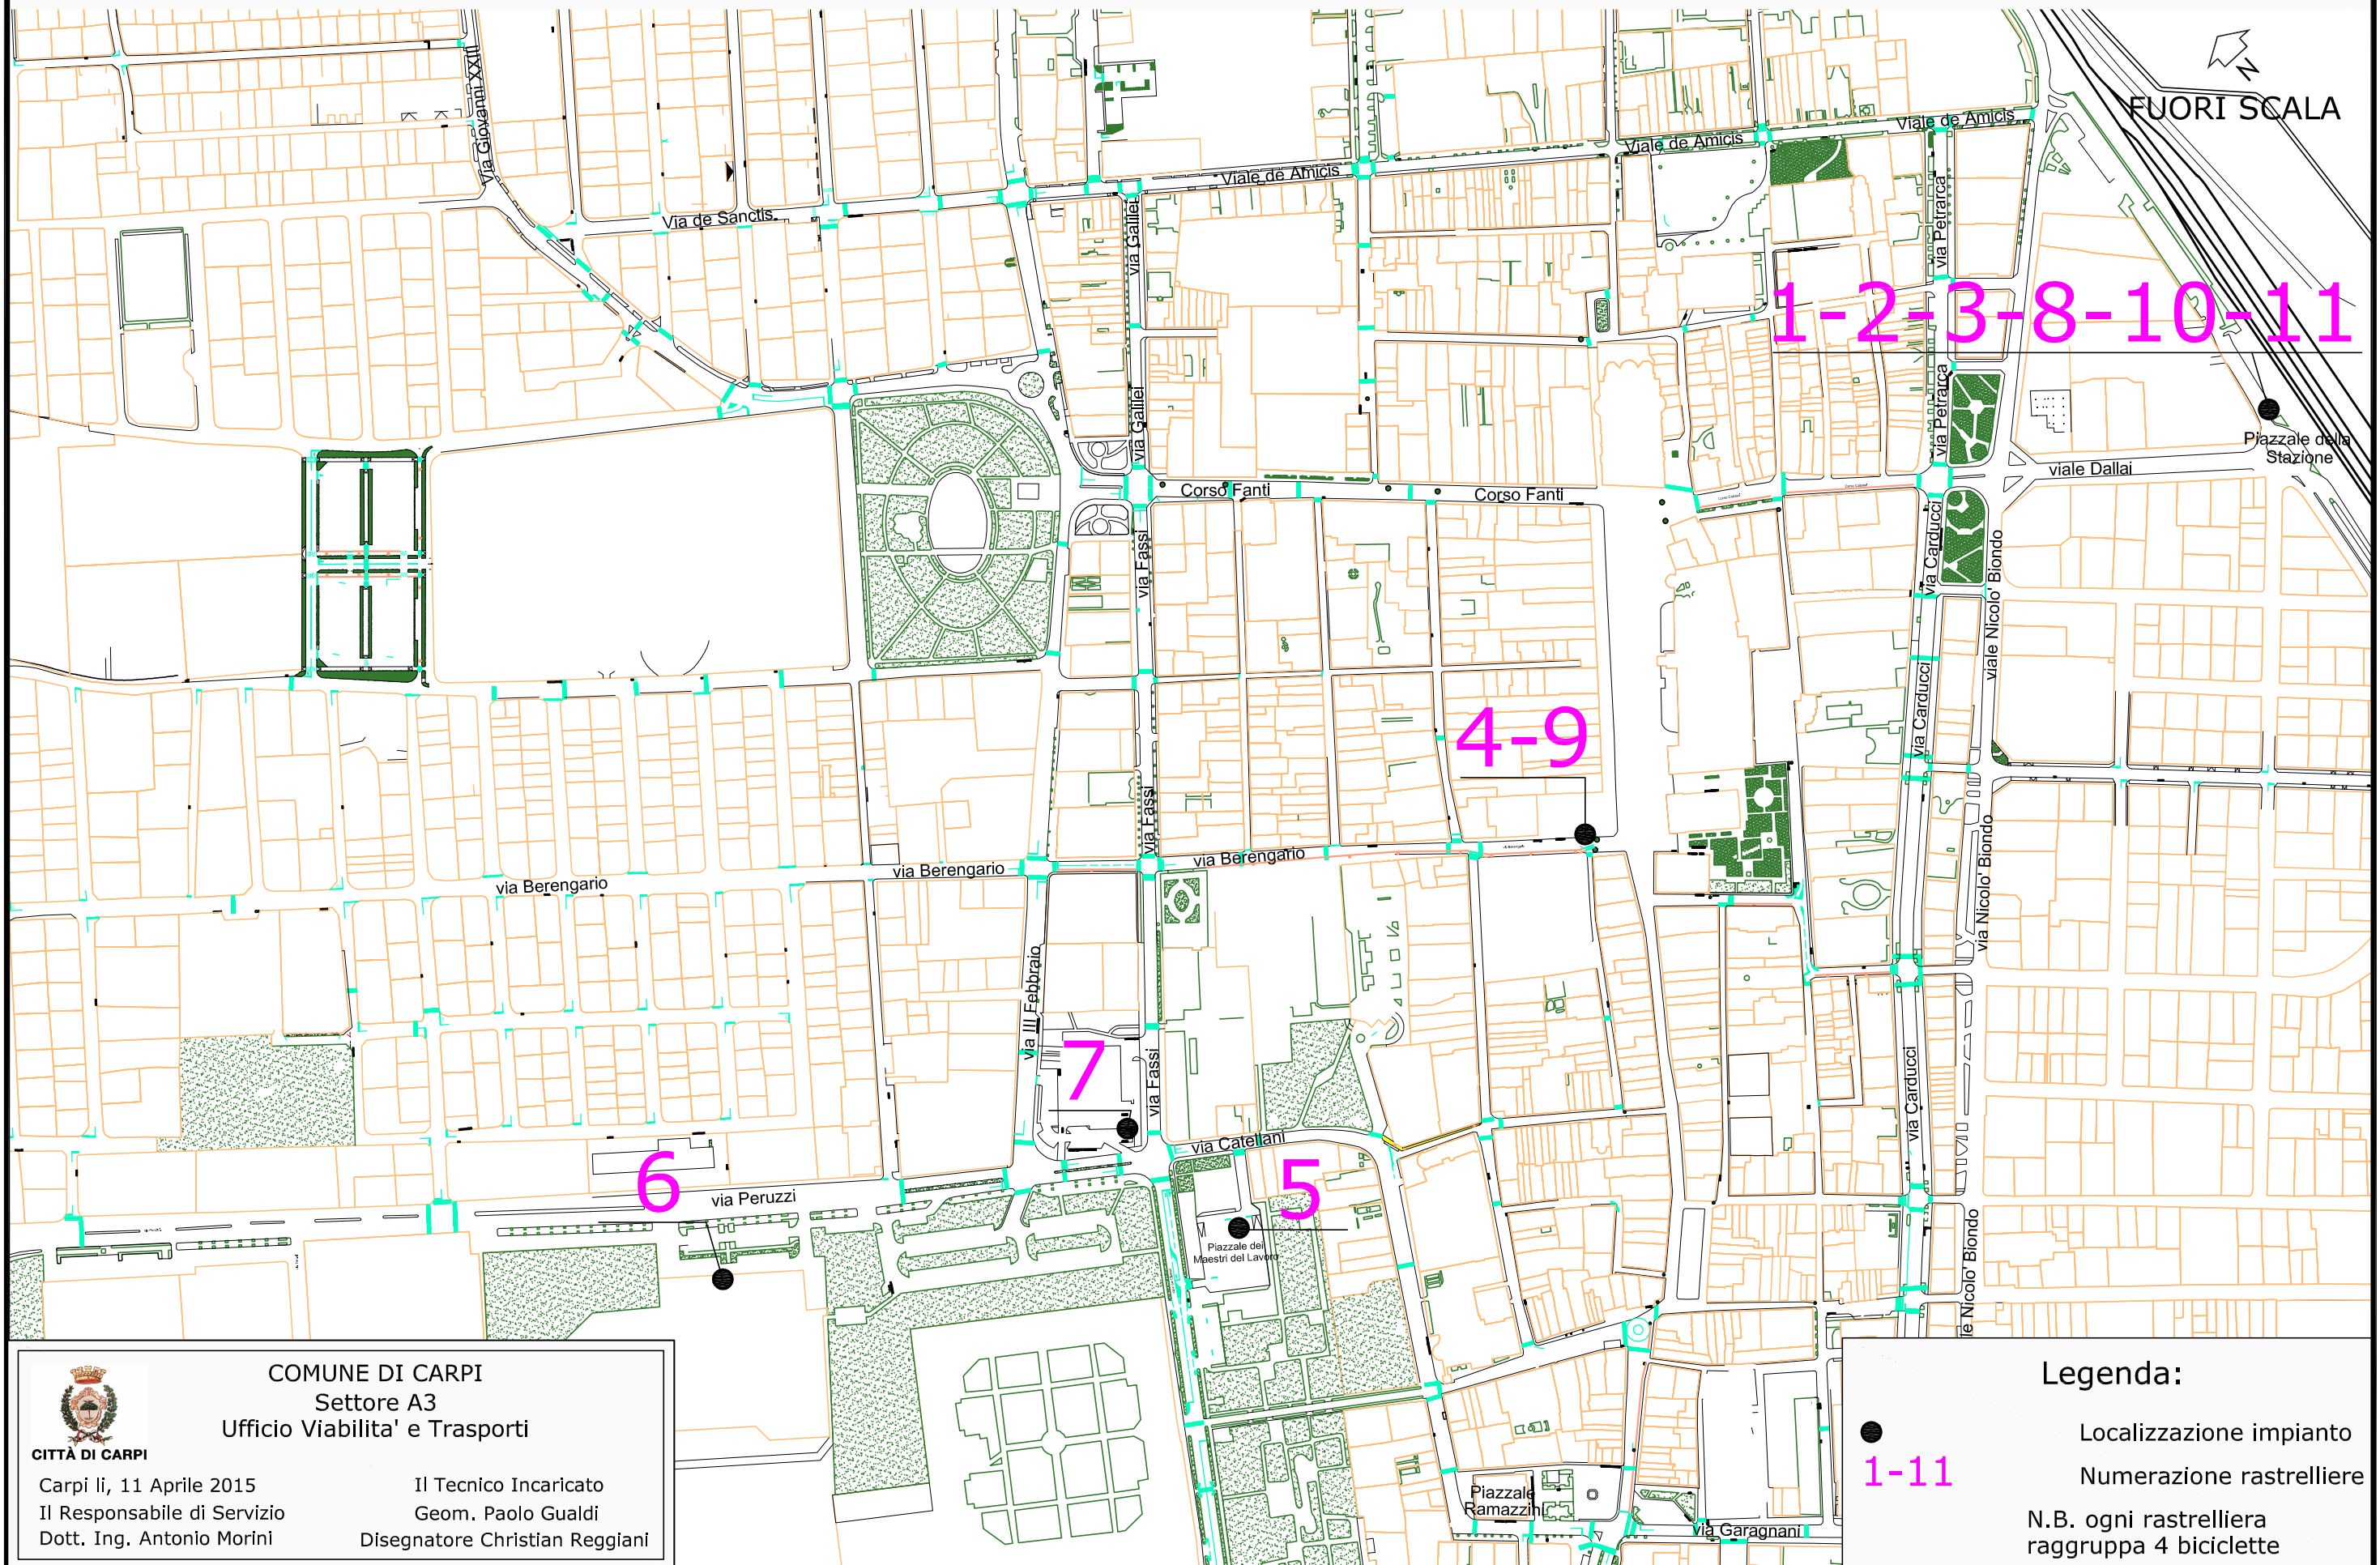 N
FUORI SCALA
Via Giovanni XXIII
Viale de Amicis
Viale de Amicis
Viale de Amicis
Via de Sanctis
via Galilei
via Petrarca
1-2-3-8-10-11
via Galilei
via Petrarca
Piazzale della
Stazione
viale Dallai
Corso Fanti
Corso Fanti
via Fassi
via Carducci
viale Nicolo' Biondo
via Carducci
4-9
via Fassi
via Berengario
via Berengario
via Berengario
via Nicolo' Biondo
via III Febbraio
7
via Fassi
via Carducci
via Catellani
6
5
via Peruzzi
Piazzale dei
Maestri del Lavoro
le Nicolo' Biondo
Piazzale
Ramazzini
via Garagnani
COMUNE DI CARPI
Settore A3
Ufficio Viabilita' e Trasporti
CITTÀ DI CARPI
Carpi li, 11 Aprile 2015
Il Tecnico Incaricato
Il Responsabile di Servizio
Geom. Paolo Gualdi
Dott. Ing. Antonio Morini
Disegnatore Christian Reggiani
Legenda:
Localizzazione impianto
1-11
Numerazione rastrelliere
N.B. ogni rastrelliera
raggruppa 4 biciclette